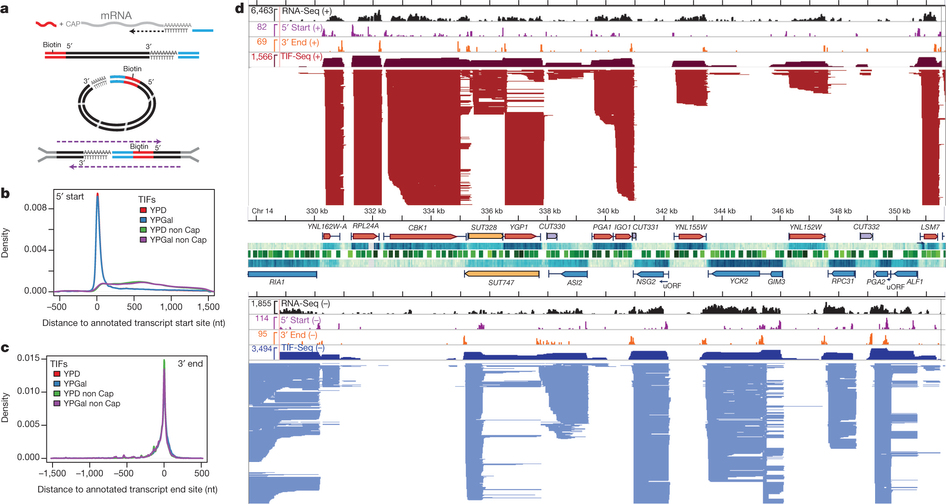 a
+ CAP
mRNA
Biotin
5′
3′
3′
Biotin
5′
Biotin
5′
3′
b
5′ start
TIFs
YPD
YPGal
YPD non Cap
YPGal non Cap
Density
0.008
0.004
0.000
−500
0
500
1,000
1,500
Distance to annotated transcript start site (nt)
c
TIFs
3′ end
YPD
YPGal
YPD non Cap
YPGal non Cap
Density
0.015
0.010
0.005
0.000
−1,500
−500
0
500
Distance to annotated transcript end site (nt)
d
6,463 RNA-Seq (+)
82 5′ Start (+)
69 3′ End (+)
1,566 TIF-Seq (+)
Chr 14 330 kb 332 kb 334 kb 336 kb 338 kb 340 kb 342 kb 344 kb 346 kb 348 kb 350 kb
YNL162W-A RPL24A CBK1 SUT328 YGP1 CUT330 PGA1 IGO1 CUT331 YNL155W YNL152W CUT332 LSM7
RIA1 SUT747 ASI2 NSG2 uORF YCK2 GIM3 RPC31 PGA2 uORF ALF1
1,855 RNA-Seq (−)
114 5′ Start (−)
95 3′ End (−)
3,494 TIF-Seq (−)